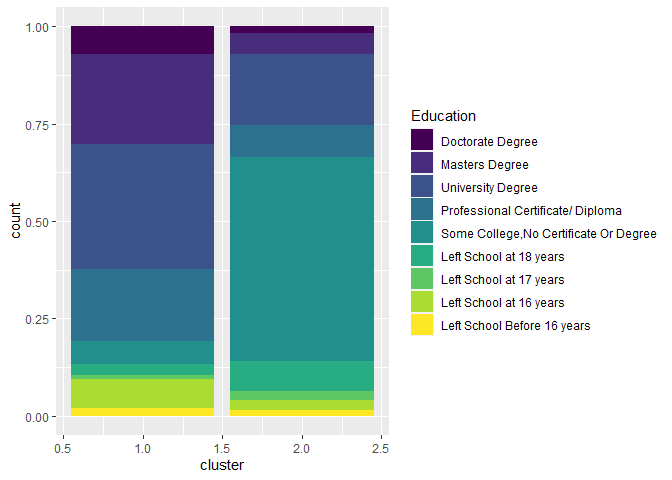 1.00
0.75
0.50
0.25
0.00
count
0.5
1.0
1.5
2.0
2.5
cluster
Education
Doctorate Degree
Masters Degree
University Degree
Professional Certificate/ Diploma
Some College,No Certificate Or Degree
Left School at 18 years
Left School at 17 years
Left School at 16 years
Left School Before 16 years